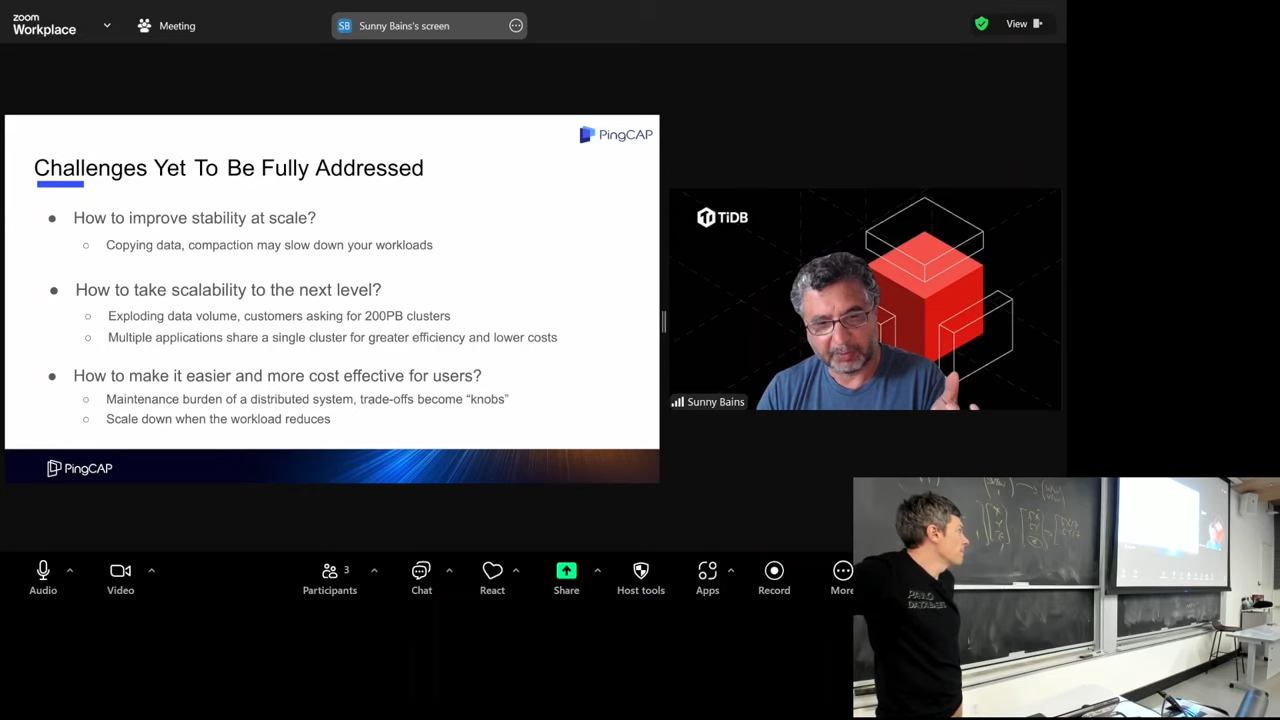 zoom
Workplace
Meeting
SB Sunny Bains's screen
View
PingCAP
Challenges Yet To Be Fully Addressed
● How to improve stability at scale?
○ Copying data, compaction may slow down your workloads
● How to take scalability to the next level?
○ Exploding data volume, customers asking for 200PB clusters
○ Multiple applications share a single cluster for greater efficiency and lower costs
● How to make it easier and more cost effective for users?
○ Maintenance burden of a distributed system, trade-offs become “knobs”
○ Scale down when the workload reduces
PingCAP
TiDB
Sunny Bains
Audio
Video
Participants
3
Chat
React
Share
Host tools
Apps
Record
More
DATABASE